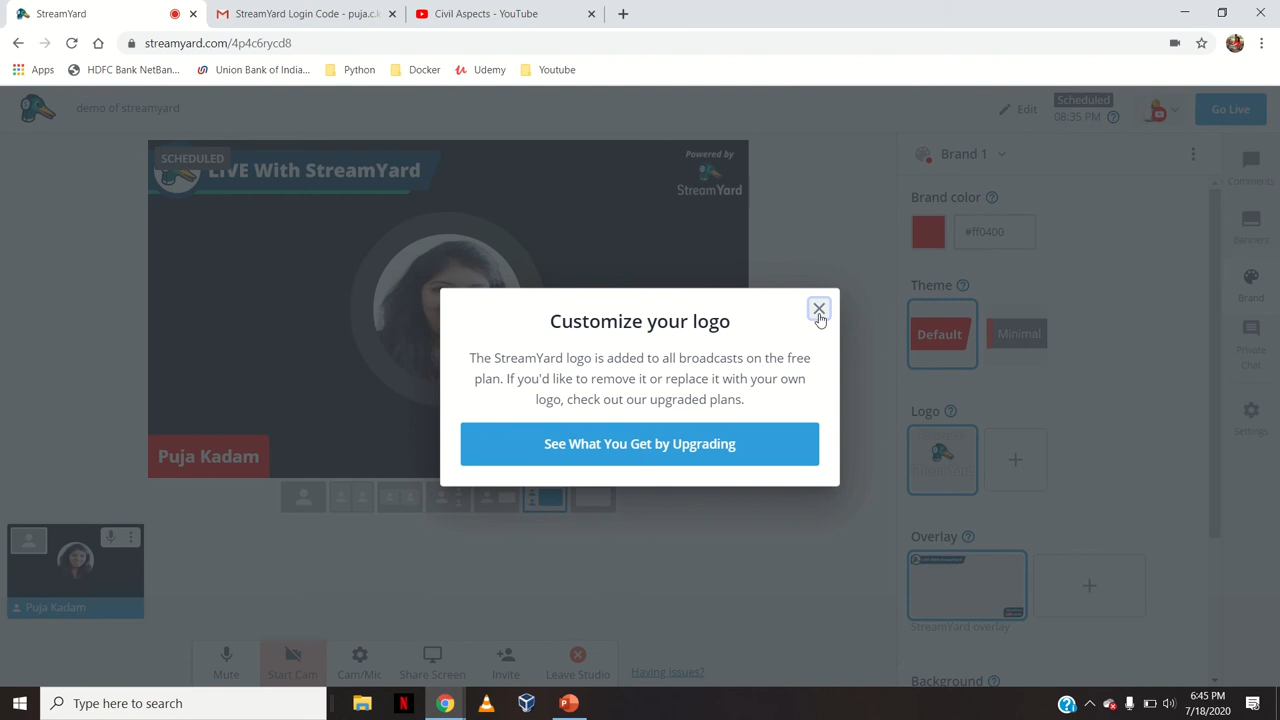 StreamYard
StreamYard Login Code - puja.c.k
Civil Aspects - YouTube
streamyard.com/4p4c6rycd8
Apps
HDFC Bank NetBan...
Union Bank of India...
Python
Docker
Udemy
Youtube
demo of streamyard
Edit
Scheduled
08:35 PM
Go Live
SCHEDULED
LIVE With StreamYard
Powered by
StreamYard
Brand 1
Comments
Brand color
#ff0400
Banners
Theme
Brand
Default
Minimal
Private
Chat
Customize your logo
The StreamYard logo is added to all broadcasts on the free
plan. If you'd like to remove it or replace it with your own
logo, check out our upgraded plans.
See What You Get by Upgrading
Logo
Settings
Puja Kadam
Overlay
StreamYard overlay
Puja Kadam
Mute
Start Cam
Cam/Mic
Share Screen
Invite
Leave Studio
Having issues?
Background
Type here to search
6:45 PM
7/18/2020